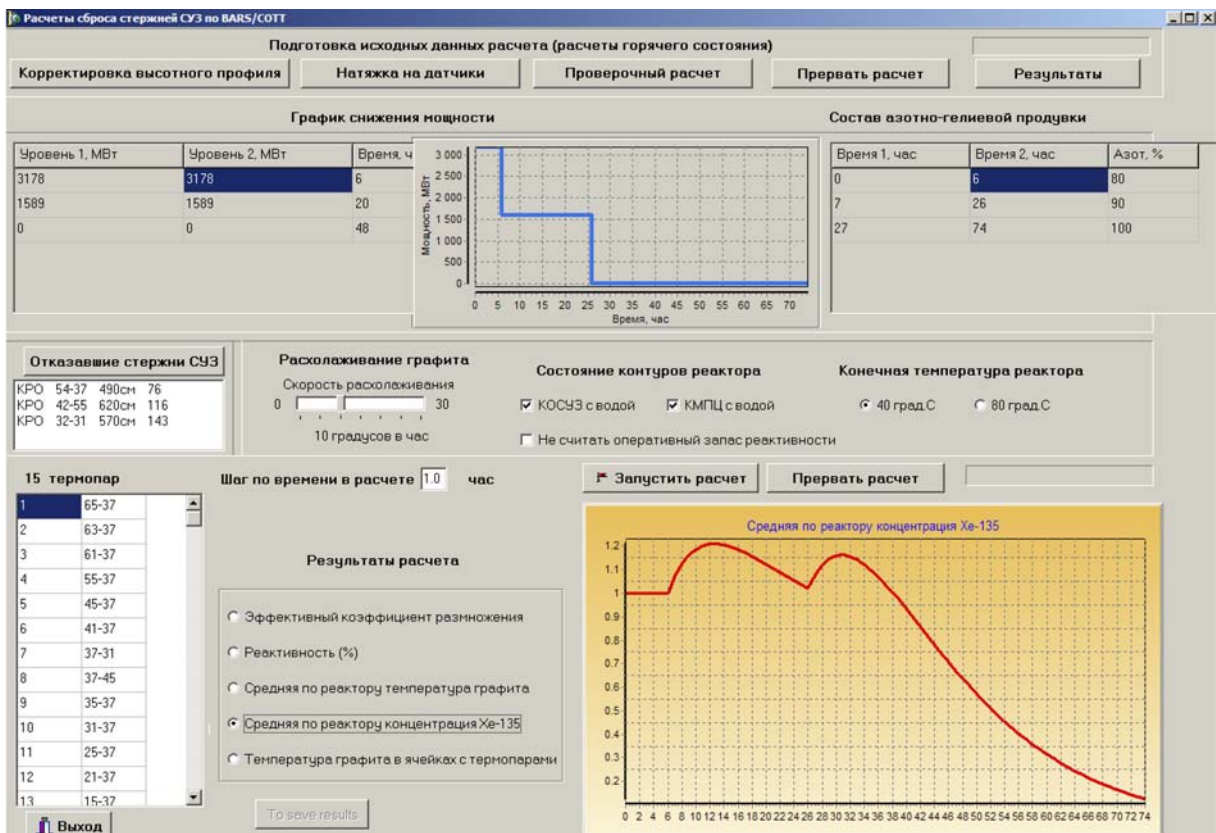 Расчеты сброса стержней СУЗ по BARS/COTT
Подготовка исходных данных расчета (расчеты горячего состояния)
Корректировка высотного профиля Натяжка на датчики Проверочный расчет Прервать расчет Результаты
График снижения мощности
Состав азотно-гелиевой продувки
Уровень 1, МВт Уровень 2, МВт Время, ч
3178 3178 6
1589 1589 20
0 0 48
Мощность, МВт
3 000
2 500
2 000
1 500
1 000
500
0
0 5 10 15 20 25 30 35 40 45 50 55 60 65 70
Время, час
Время 1, час Время 2, час Азот, %
0 6 80
7 26 90
27 74 100
Отказавшие стержни СУЗ
КРО 54-37 490см 76
КРО 42-55 620см 116
КРО 32-31 570см 143
Расхолаживание графита
Скорость расхолаживания
0 30
10 градусов в час
Состояние контуров реактора
КОСУЗ с водой КМПЦ с водой
Не считать оперативный запас реактивности
Конечная температура реактора
40 град.С 80 град.С
15 термопар
1 65-37
2 63-37
3 61-37
4 55-37
5 45-37
6 41-37
7 37-31
8 37-45
9 35-37
10 31-37
11 25-37
12 21-37
13 15-37
Выход
Шаг по времени в расчете 1.0 час
Результаты расчета
Эффективный коэффициент размножения
Реактивность (%)
Средняя по реактору температура графита
Средняя по реактору концентрация Xe-135
Температура графита в ячейках с термопарами
To save results
Запустить расчет Прервать расчет
Средняя по реактору концентрация Xe-135
1.2
1.1
1
0.9
0.8
0.7
0.6
0.5
0.4
0.3
0.2
0 2 4 6 8 10 12 14 16 18 20 22 24 26 28 30 32 34 36 38 40 42 44 46 48 50 52 54 56 58 60 62 64 66 68 70 72 74